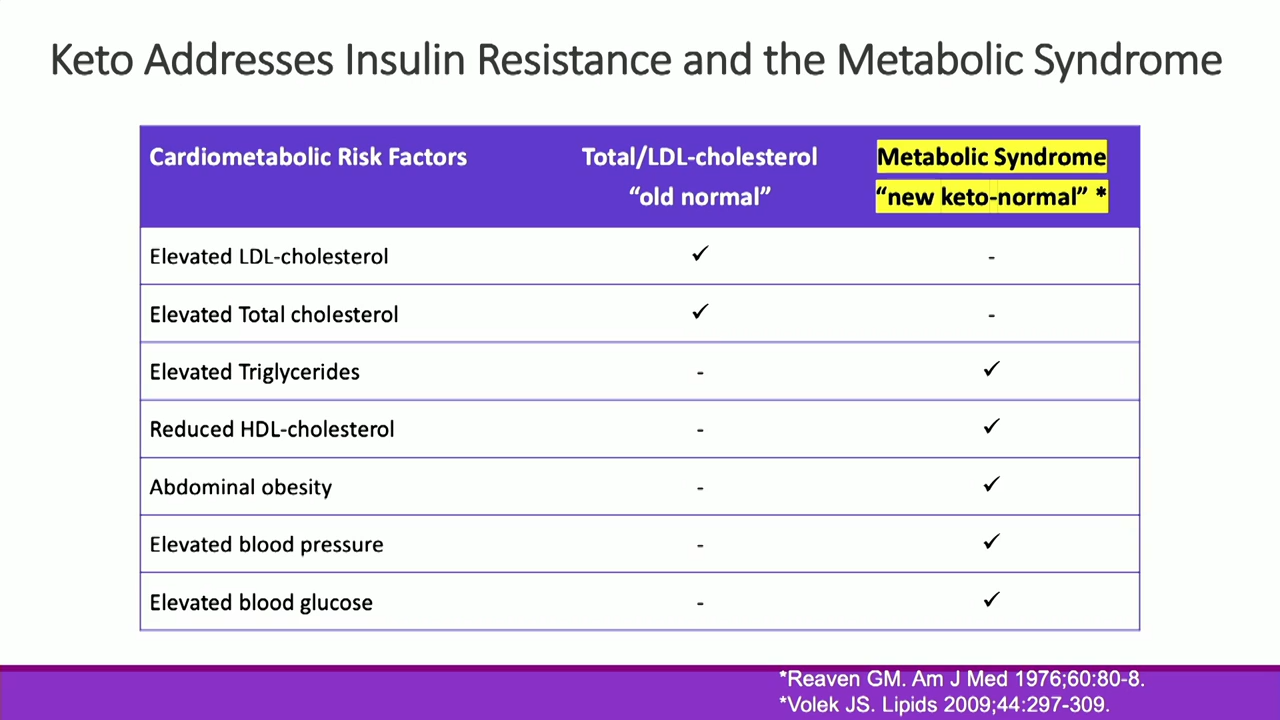 Keto Addresses Insulin Resistance and the Metabolic Syndrome
Cardiometabolic Risk Factors Total/LDL-cholesterol Metabolic Syndrome
“old normal” “new keto-normal” *
Elevated LDL-cholesterol ✓ -
Elevated Total cholesterol ✓ -
Elevated Triglycerides - ✓
Reduced HDL-cholesterol - ✓
Abdominal obesity - ✓
Elevated blood pressure - ✓
Elevated blood glucose - ✓
*Reaven GM. Am J Med 1976;60:80-8.
*Volek JS. Lipids 2009;44:297-309.